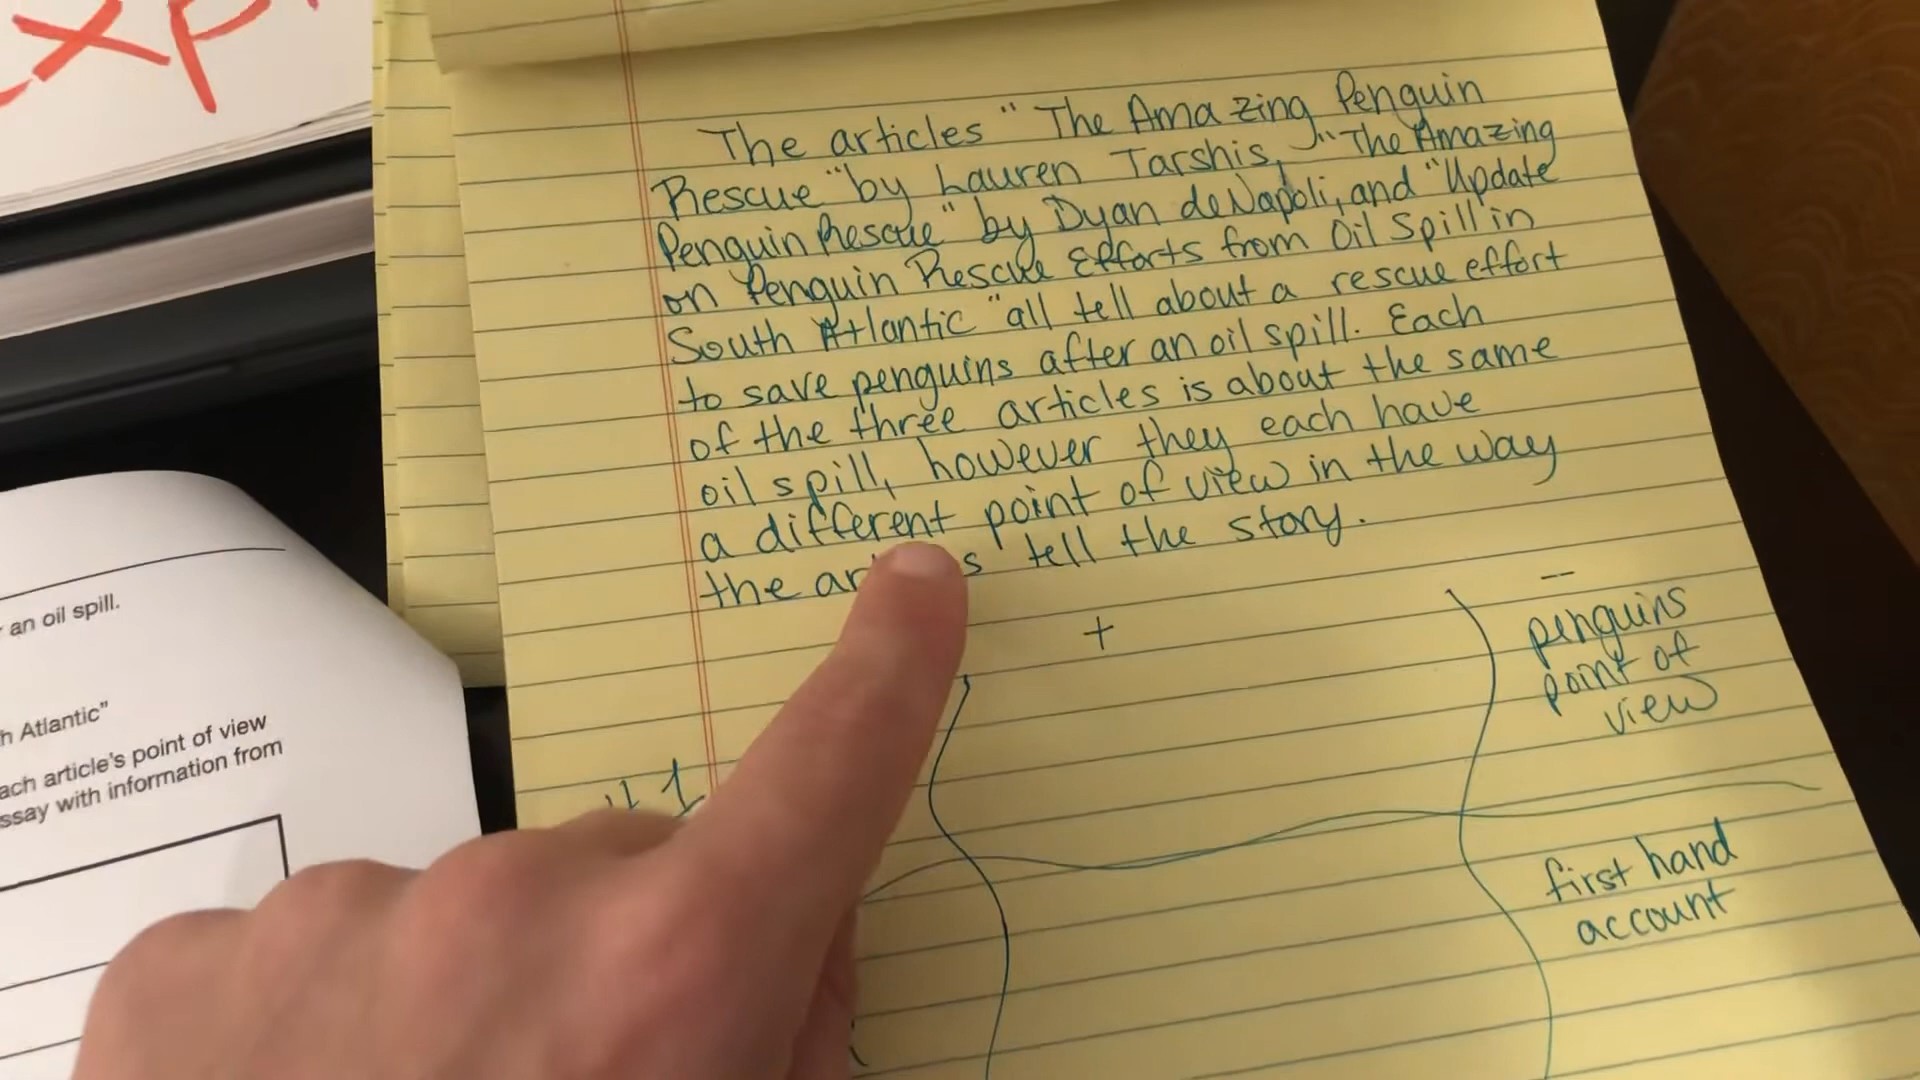 xp
The articles "The Amazing Penguin
Rescue" by Lauren Tarshis, "The Amazing
Penguin Rescue" by Dyan deNapoli, and "Update
on Penguin Rescue Efforts from Oil Spill in
South Atlantic" all tell about a rescue effort
to save penguins after an oil spill. Each
of the three articles is about the same
oil spill, however they each have
a different point of view in the way
the tell the story.
+
--
penguins
point of
view
#1
first hand
account
an oil spill.
h Atlantic"
ach article's point of view
ssay with information from